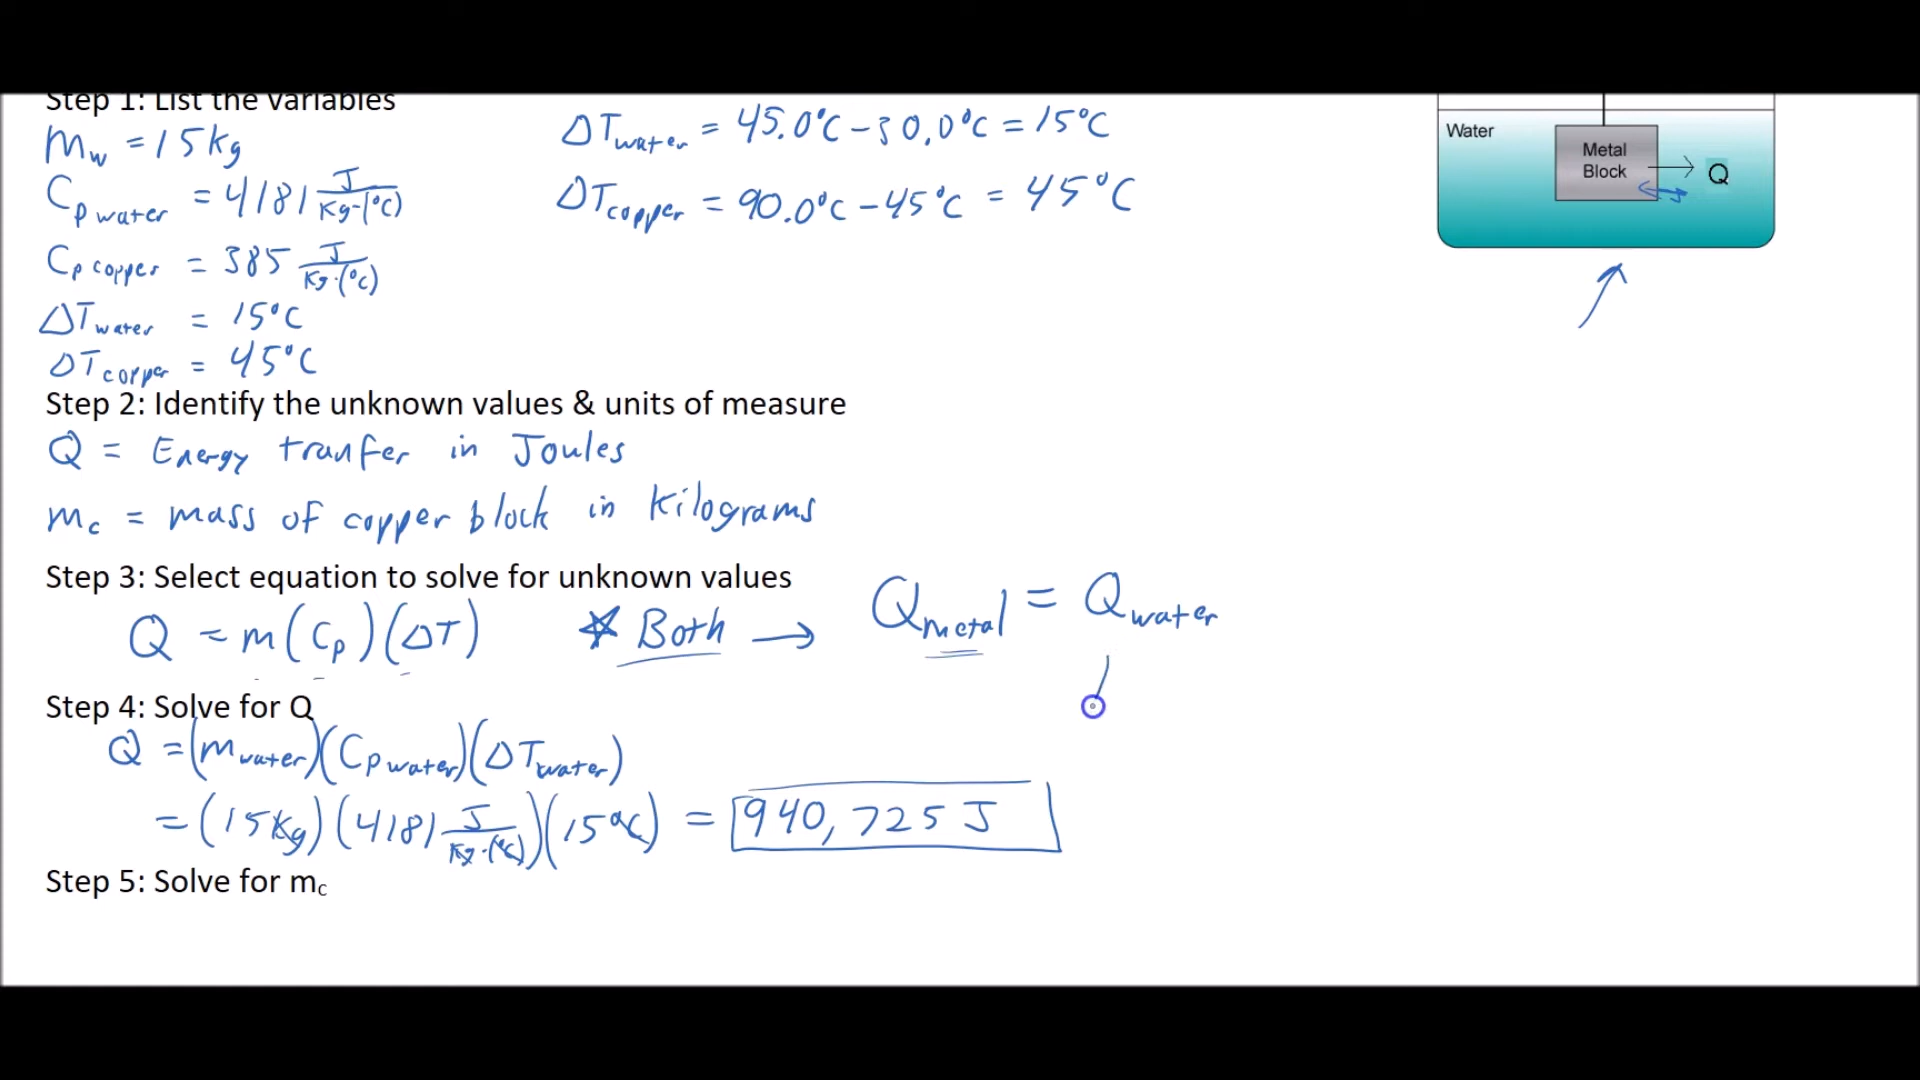 Step 1: List the variables
mw = 15 kg
Cp water = 4181 J/kg·(°C)
Cp copper = 385 J/kg·(°C)
ΔTwater = 15°C
ΔTcopper = 45°C
ΔTwater = 45.0°C − 30.0°C = 15°C
ΔTcopper = 90.0°C − 45°C = 45°C
Water
Metal
Block
Q
Step 2: Identify the unknown values & units of measure
Q = Energy tranfer in Joules
mc = mass of copper block in kilograms
Step 3: Select equation to solve for unknown values
Q = m(Cp)(ΔT) * Both → Qmetal = Qwater
Step 4: Solve for Q
Q = (mwater)(Cp water)(ΔTwater)
= (15kg)(4181 J/kg·(°C))(15°C) = 940,725 J
Step 5: Solve for mc